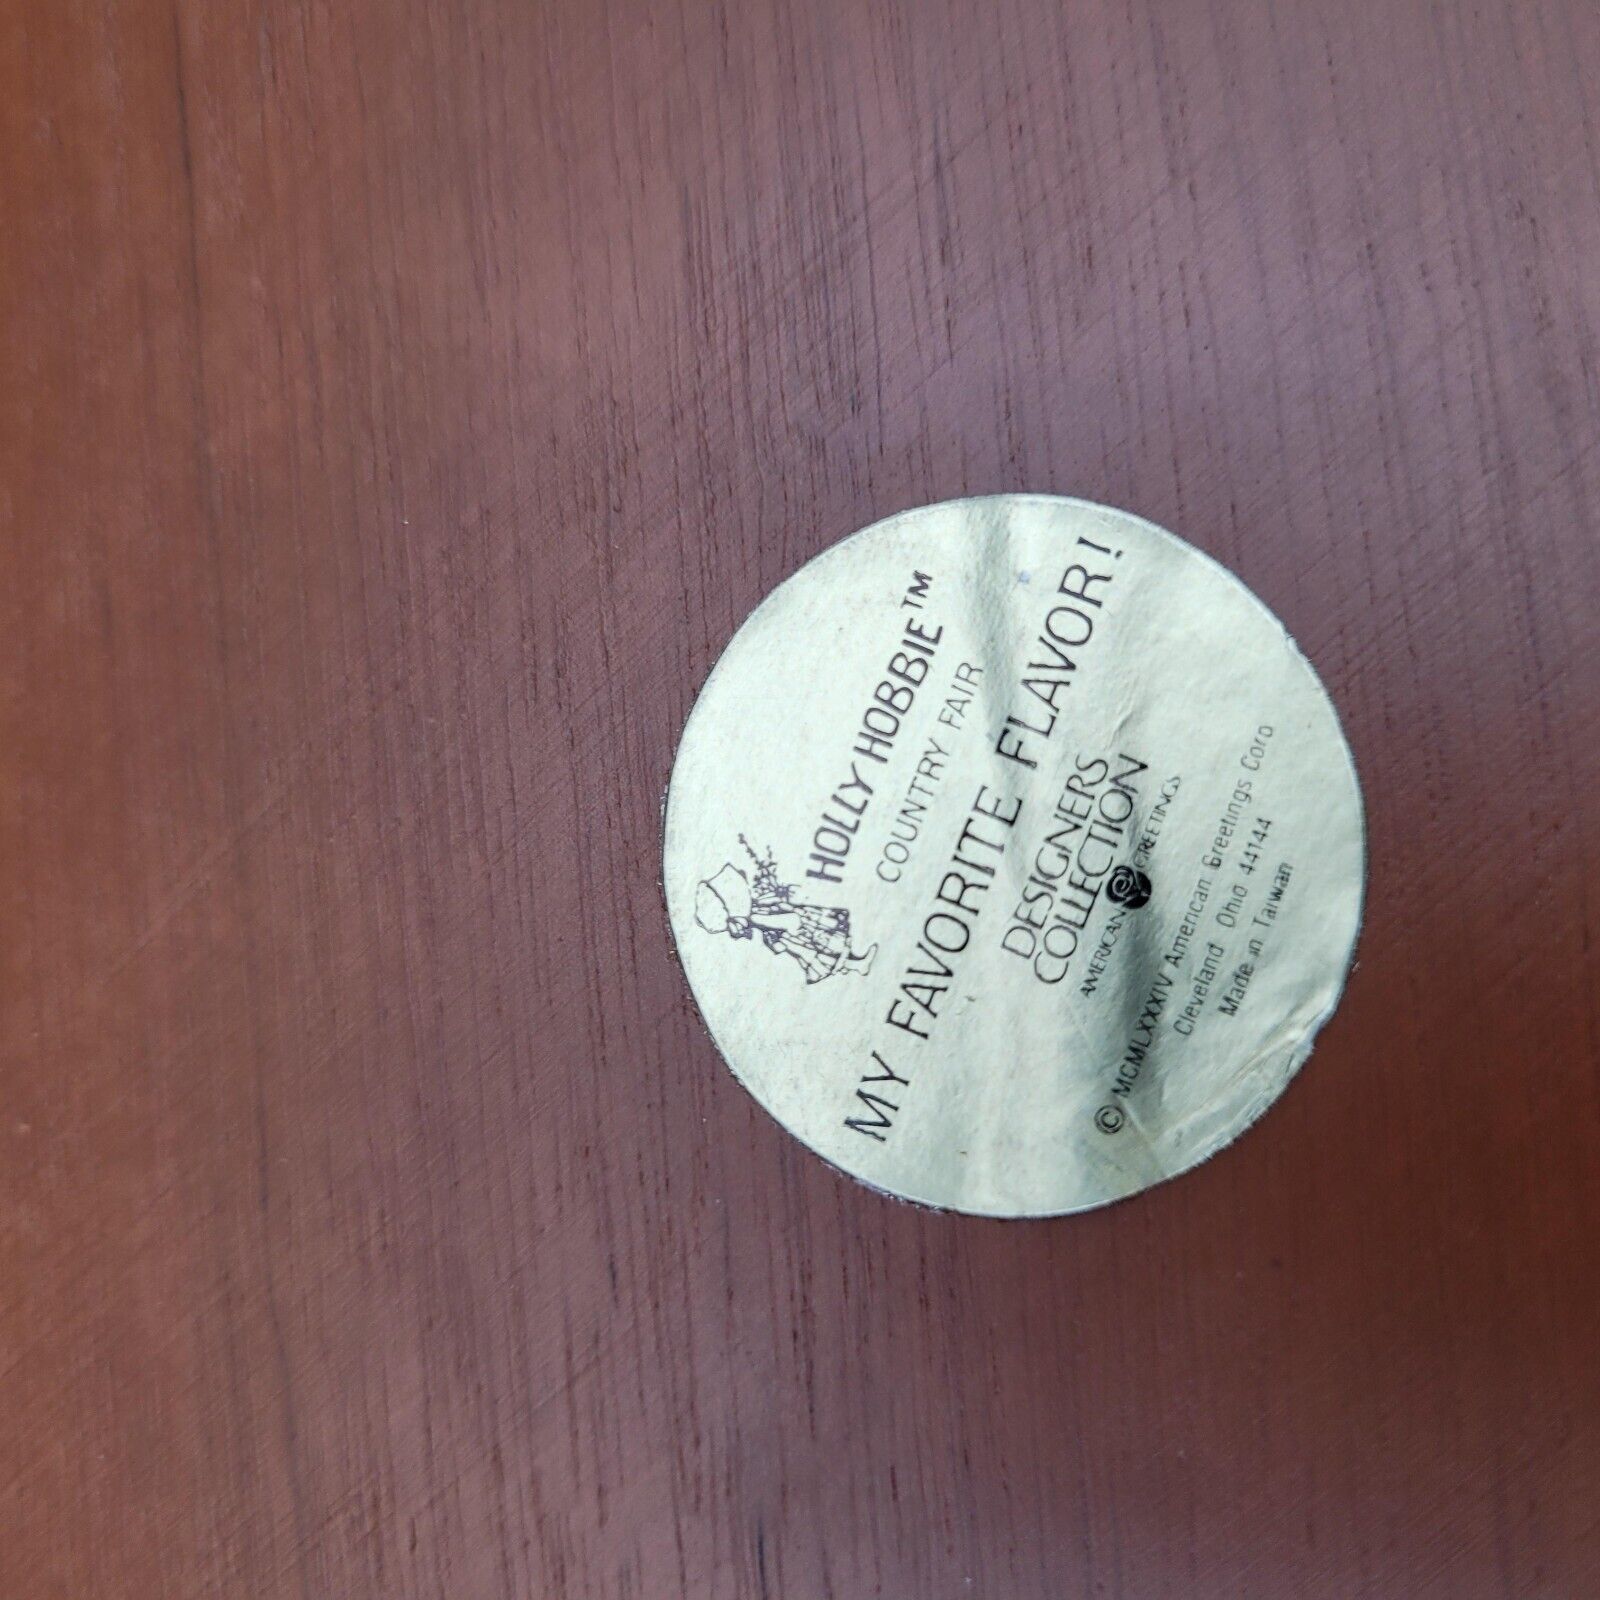 HOLLY HOBBIE™
COUNTRY FAIR
MY FAVORITE FLAVOR!
DESIGNERS
COLLECTION
AMERICAN GREETINGS
© MCMLXXXIV American Greetings Corp
Cleveland Ohio 44144
Made in Taiwan